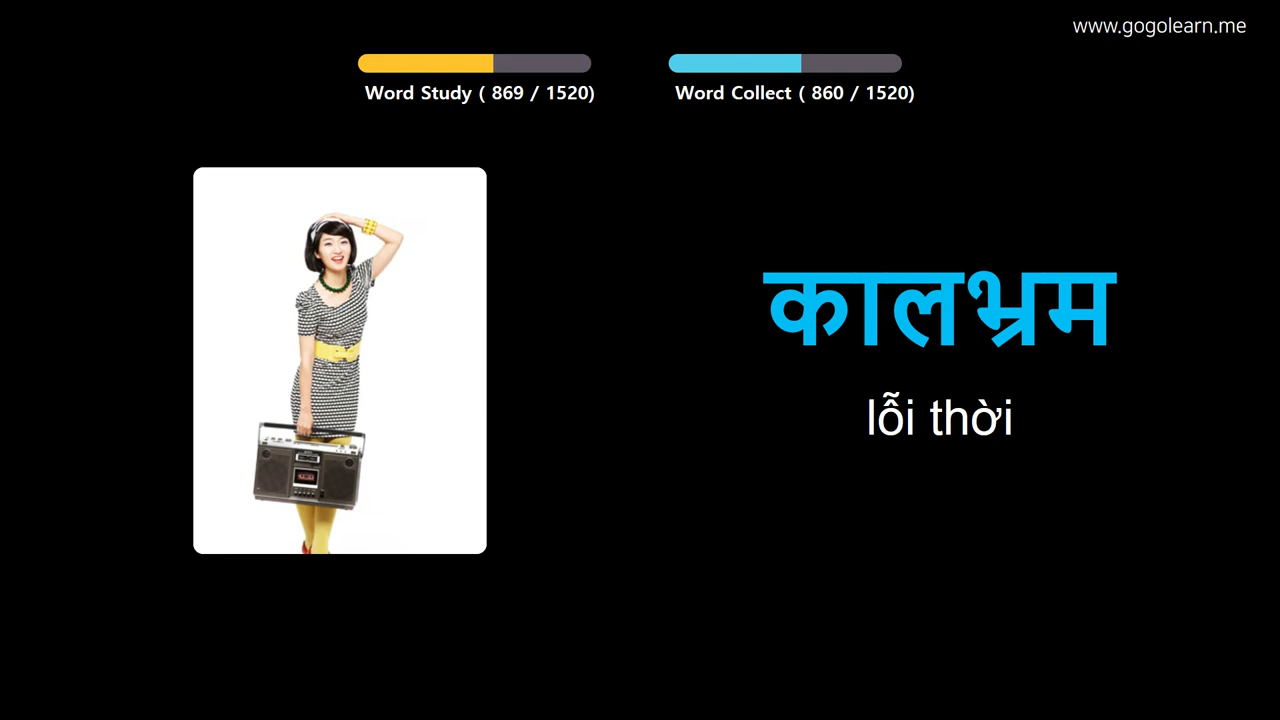 www.gogolearn.me
Word Study ( 869 / 1520)
Word Collect ( 860 / 1520)
कालभ्रम
lỗi thời